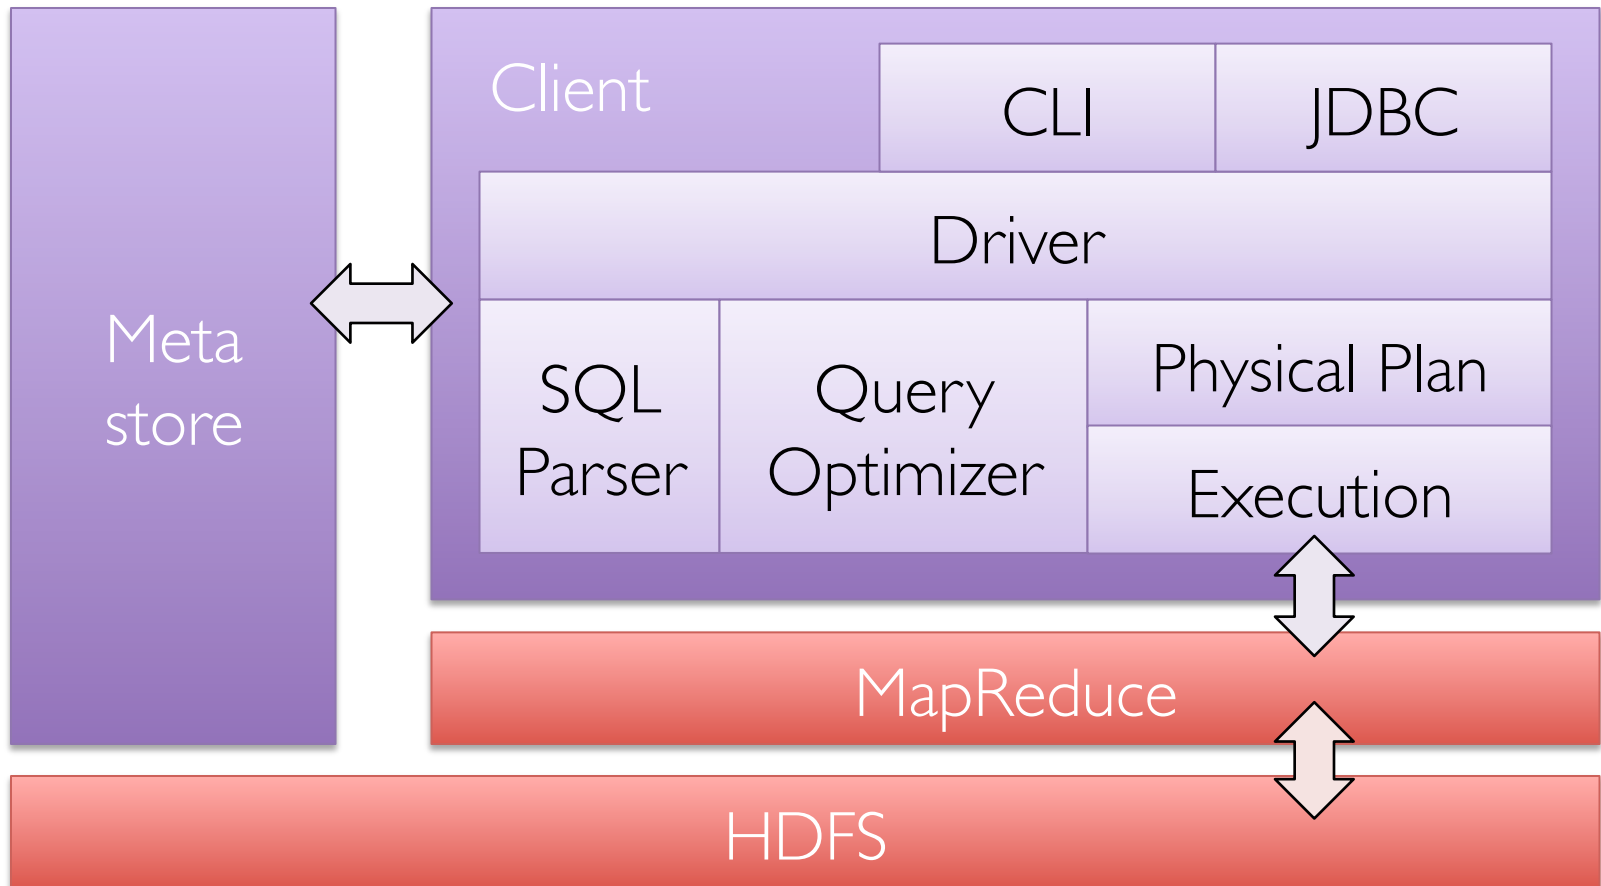 Client
CLI
JDBC
Driver
Meta
store
SQL
Parser
Query
Optimizer
Physical Plan
Execution
MapReduce
HDFS